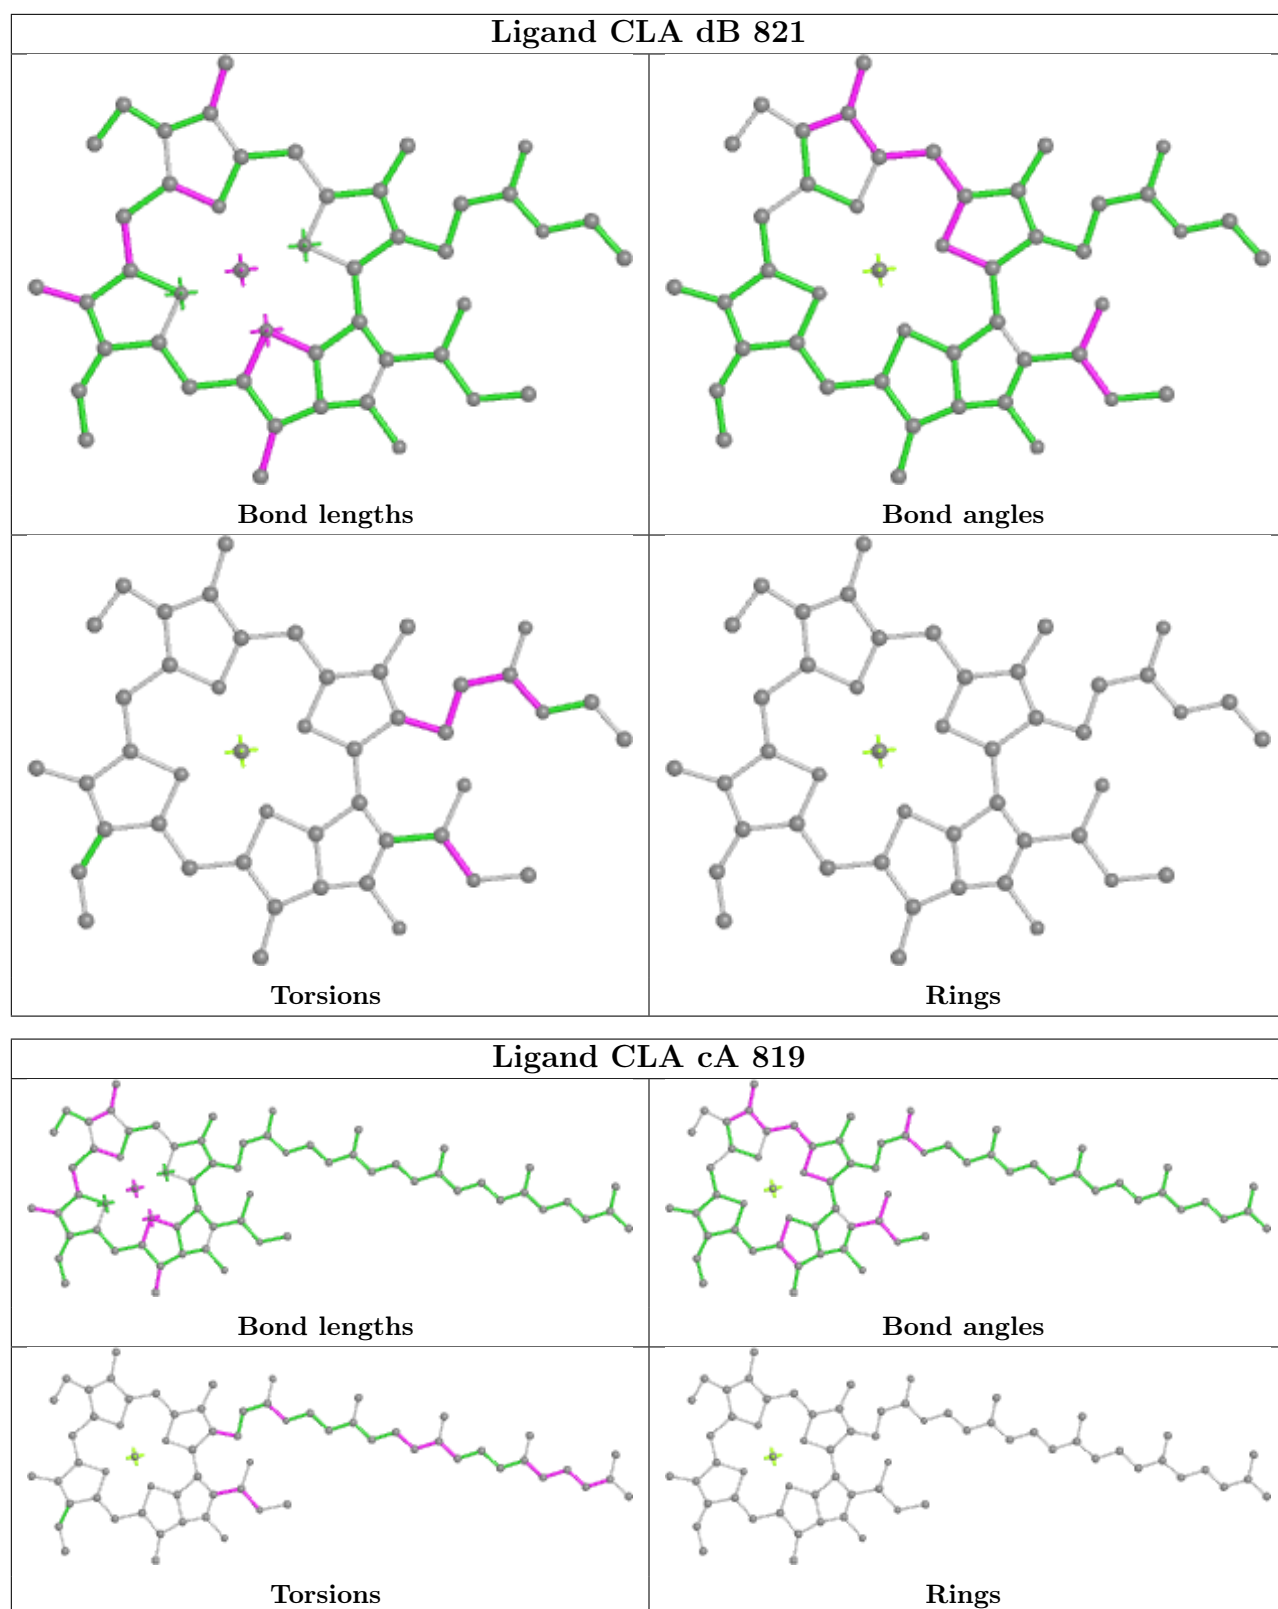 Ligand CLA dB 821
Bond lengths
Bond angles
Torsions
Rings
Ligand CLA cA 819
Bond lengths
Bond angles
Torsions
Rings